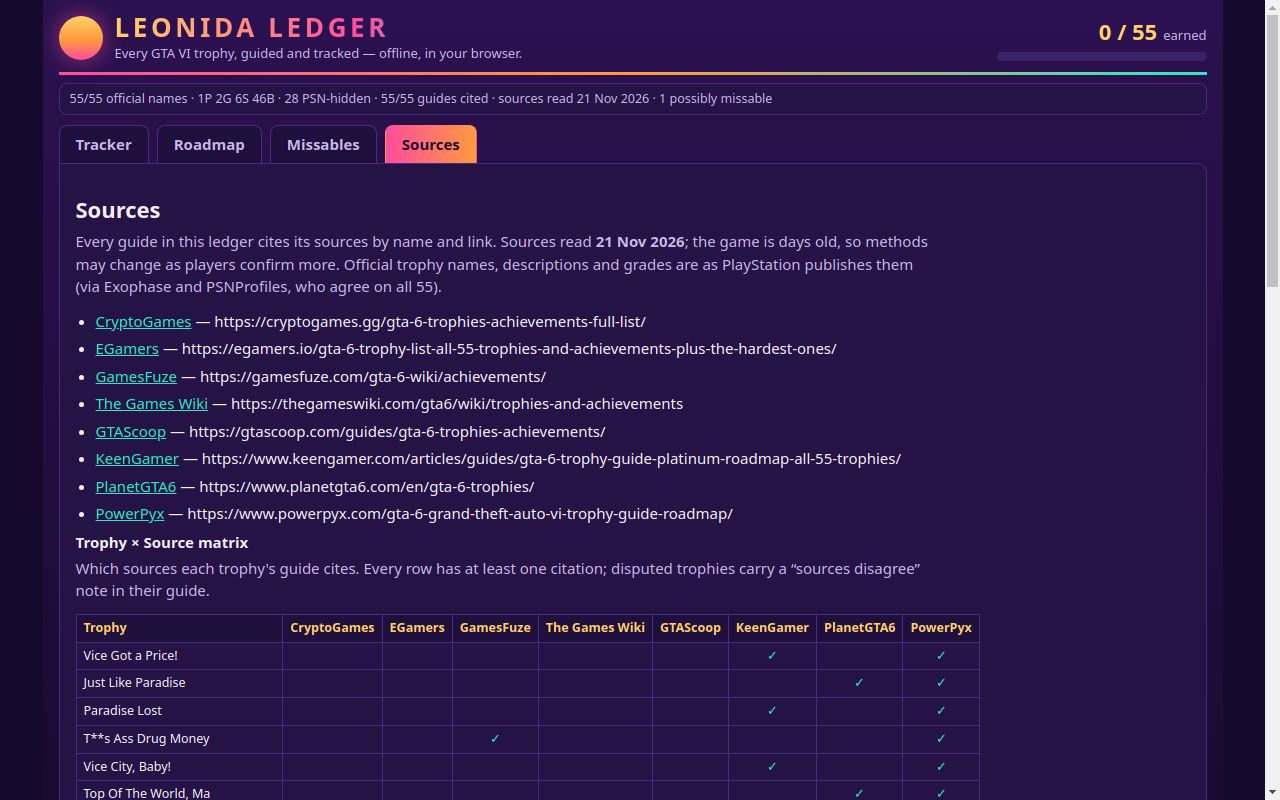 LEONIDA LEDGER
Every GTA VI trophy, guided and tracked — offline, in your browser.
0 / 55 earned
55/55 official names · 1P 2G 6S 46B · 28 PSN-hidden · 55/55 guides cited · sources read 21 Nov 2026 · 1 possibly missable
Tracker Roadmap Missables Sources
Sources
Every guide in this ledger cites its sources by name and link. Sources read 21 Nov 2026; the game is days old, so methods
may change as players confirm more. Official trophy names, descriptions and grades are as PlayStation publishes them
(via Exophase and PSNProfiles, who agree on all 55).
• CryptoGames — https://cryptogames.gg/gta-6-trophies-achievements-full-list/
• EGamers — https://egamers.io/gta-6-trophy-list-all-55-trophies-and-achievements-plus-the-hardest-ones/
• GamesFuze — https://gamesfuze.com/gta-6-wiki/achievements/
• The Games Wiki — https://thegameswiki.com/gta6/wiki/trophies-and-achievements
• GTAScoop — https://gtascoop.com/guides/gta-6-trophies-achievements/
• KeenGamer — https://www.keengamer.com/articles/guides/gta-6-trophy-guide-platinum-roadmap-all-55-trophies/
• PlanetGTA6 — https://www.planetgta6.com/en/gta-6-trophies/
• PowerPyx — https://www.powerpyx.com/gta-6-grand-theft-auto-vi-trophy-guide-roadmap/
Trophy × Source matrix
Which sources each trophy's guide cites. Every row has at least one citation; disputed trophies carry a “sources disagree”
note in their guide.
Trophy CryptoGames EGamers GamesFuze The Games Wiki GTAScoop KeenGamer PlanetGTA6 PowerPyx
Vice Got a Price! ✓ ✓
Just Like Paradise ✓ ✓
Paradise Lost ✓ ✓
T**s Ass Drug Money ✓ ✓
Vice City, Baby! ✓ ✓
Top Of The World, Ma ✓ ✓